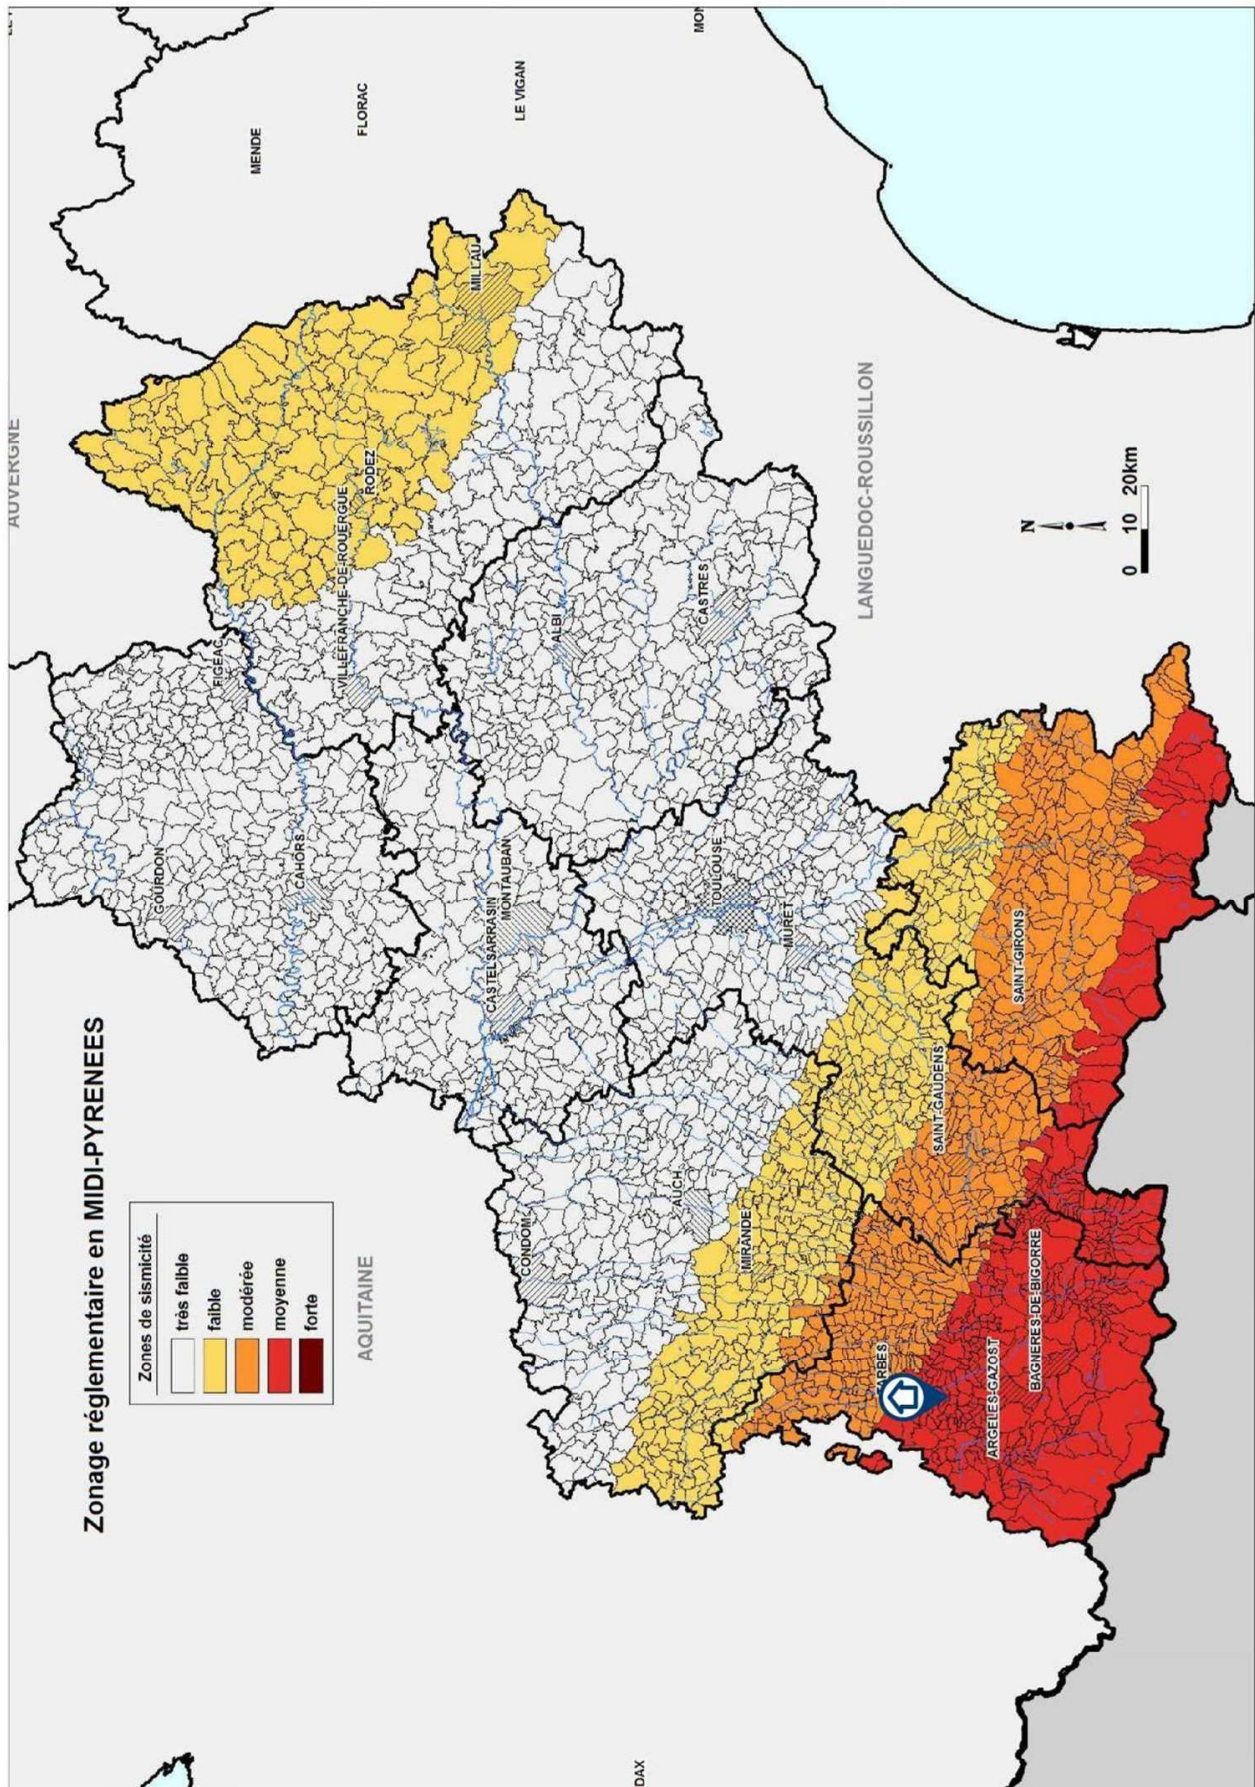 Zonage réglementaire en MIDI-PYRENEES
Zones de sismicité
très faible
faible
modérée
moyenne
forte
AQUITAINE
AUVERGNE
LANGUEDOC-ROUSSILLON
MENDE
FLORAC
LE VIGAN
MILLAU
RODEZ
VILLEFRANCHE-DE-ROUERGUE
FIGEAC
GOURDON
CAHORS
CASTELSARRASIN
MONTAUBAN
ALBI
CASTRES
TOULOUSE
MURET
CONDOM
AUCH
MIRANDE
SAINT-GAUDENS
SAINT-GIRONS
ARBES
ARGELES-GAZOST
BAGNERES-DE-BIGORRE
DAX
MON
N
0 10 20km